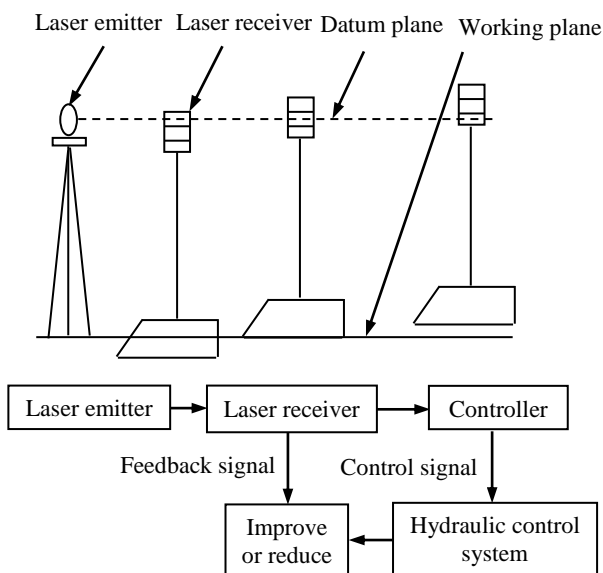 Laser emitter Laser receiver Datum plane Working plane
Laser emitter Laser receiver Controller
Feedback signal Control signal
Improve Hydraulic control
or reduce system